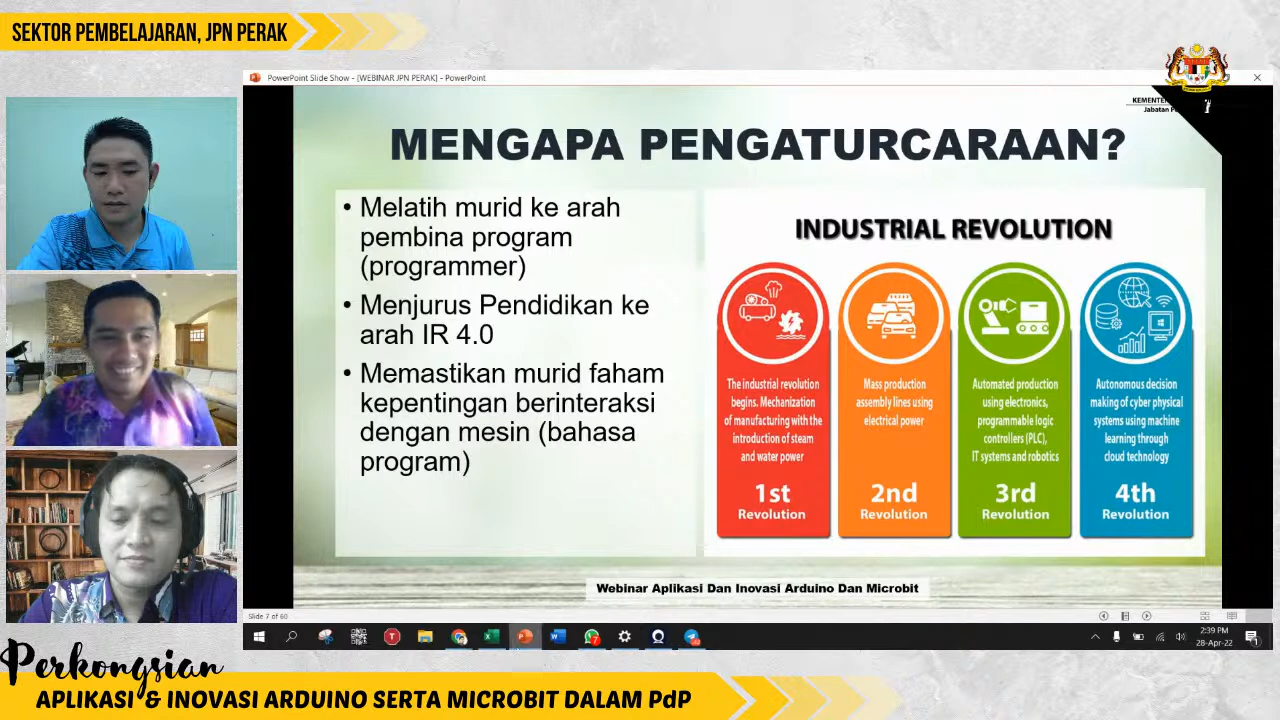 SEKTOR PEMBELAJARAN, JPN PERAK
PowerPoint Slide Show - [WEBINAR JPN PERAK] - PowerPoint
MENGAPA PENGATURCARAAN?
• Melatih murid ke arah
pembina program
(programmer)
• Menjurus Pendidikan ke
arah IR 4.0
• Memastikan murid faham
kepentingan berinteraksi
dengan mesin (bahasa
program)
INDUSTRIAL REVOLUTION
The industrial revolution
begins. Mechanization
of manufacturing with the
introduction of steam
and water power
1st
Revolution
Mass production
assembly lines using
electrical power
2nd
Revolution
Automated production
using electronics,
programmable logic
controllers (PLC),
IT systems and robotics
3rd
Revolution
Autonomous decision
making of cyber physical
systems using machine
learning through
cloud technology
4th
Revolution
Webinar Aplikasi Dan Inovasi Arduino Dan Microbit
Slide 7 of 60
2:39 PM
28-Apr-22
Perkongsian
APLIKASI & INOVASI ARDUINO SERTA MICROBIT DALAM PdP